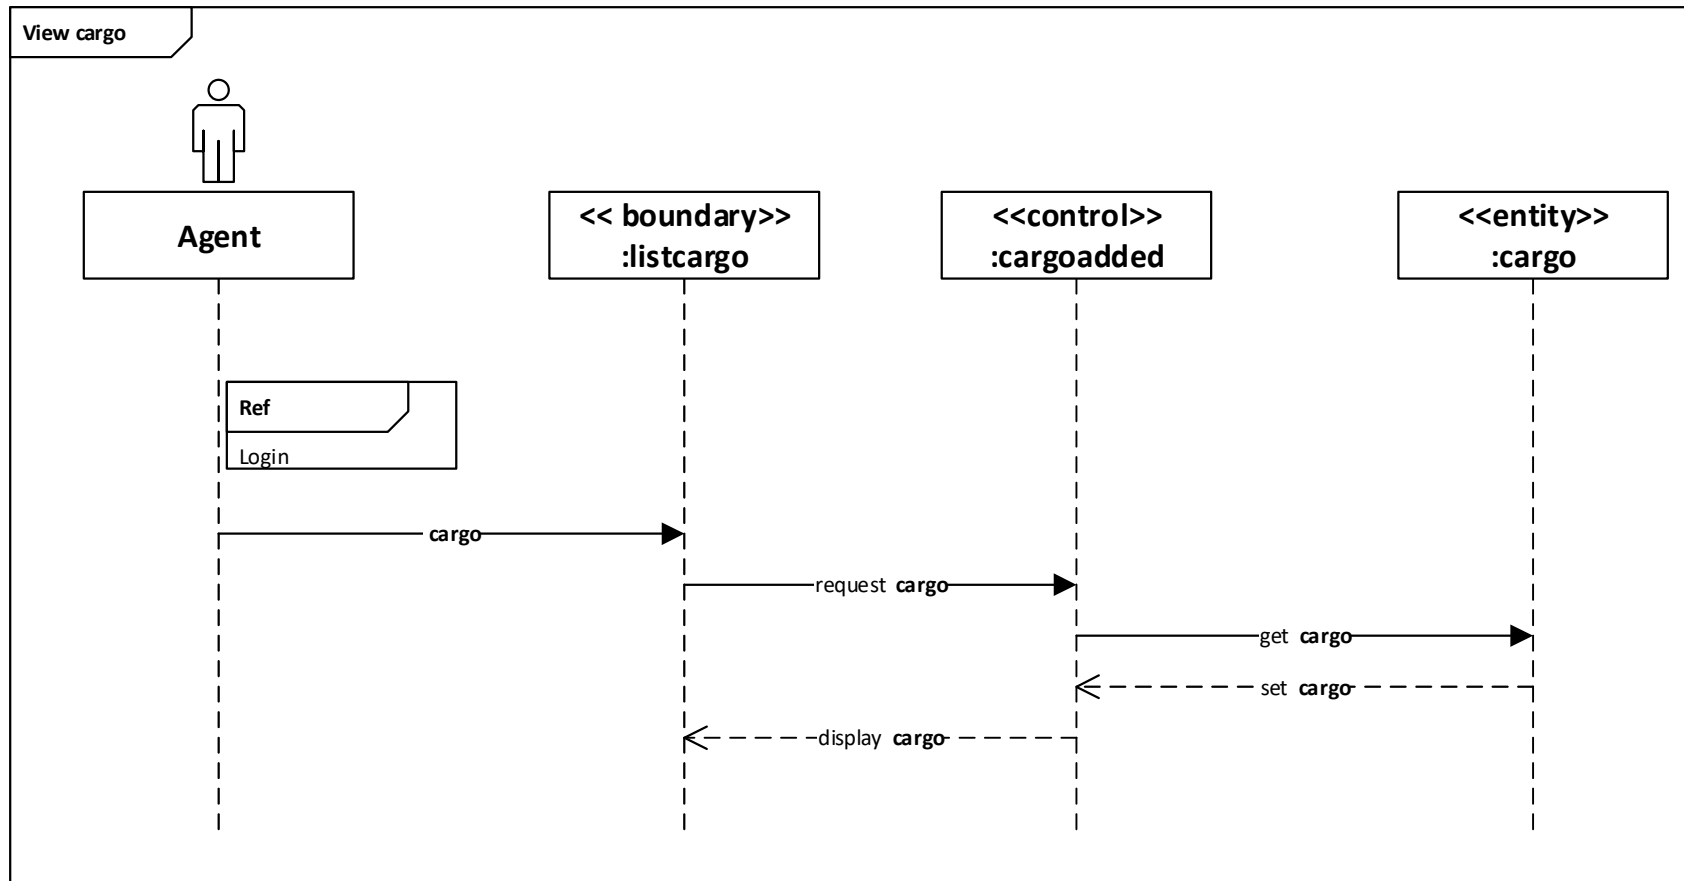 View cargo
Agent
<< boundary>>
:listcargo
<<control>>
:cargoadded
<<entity>>
:cargo
Ref
Login
cargo
request cargo
get cargo
set cargo
display cargo